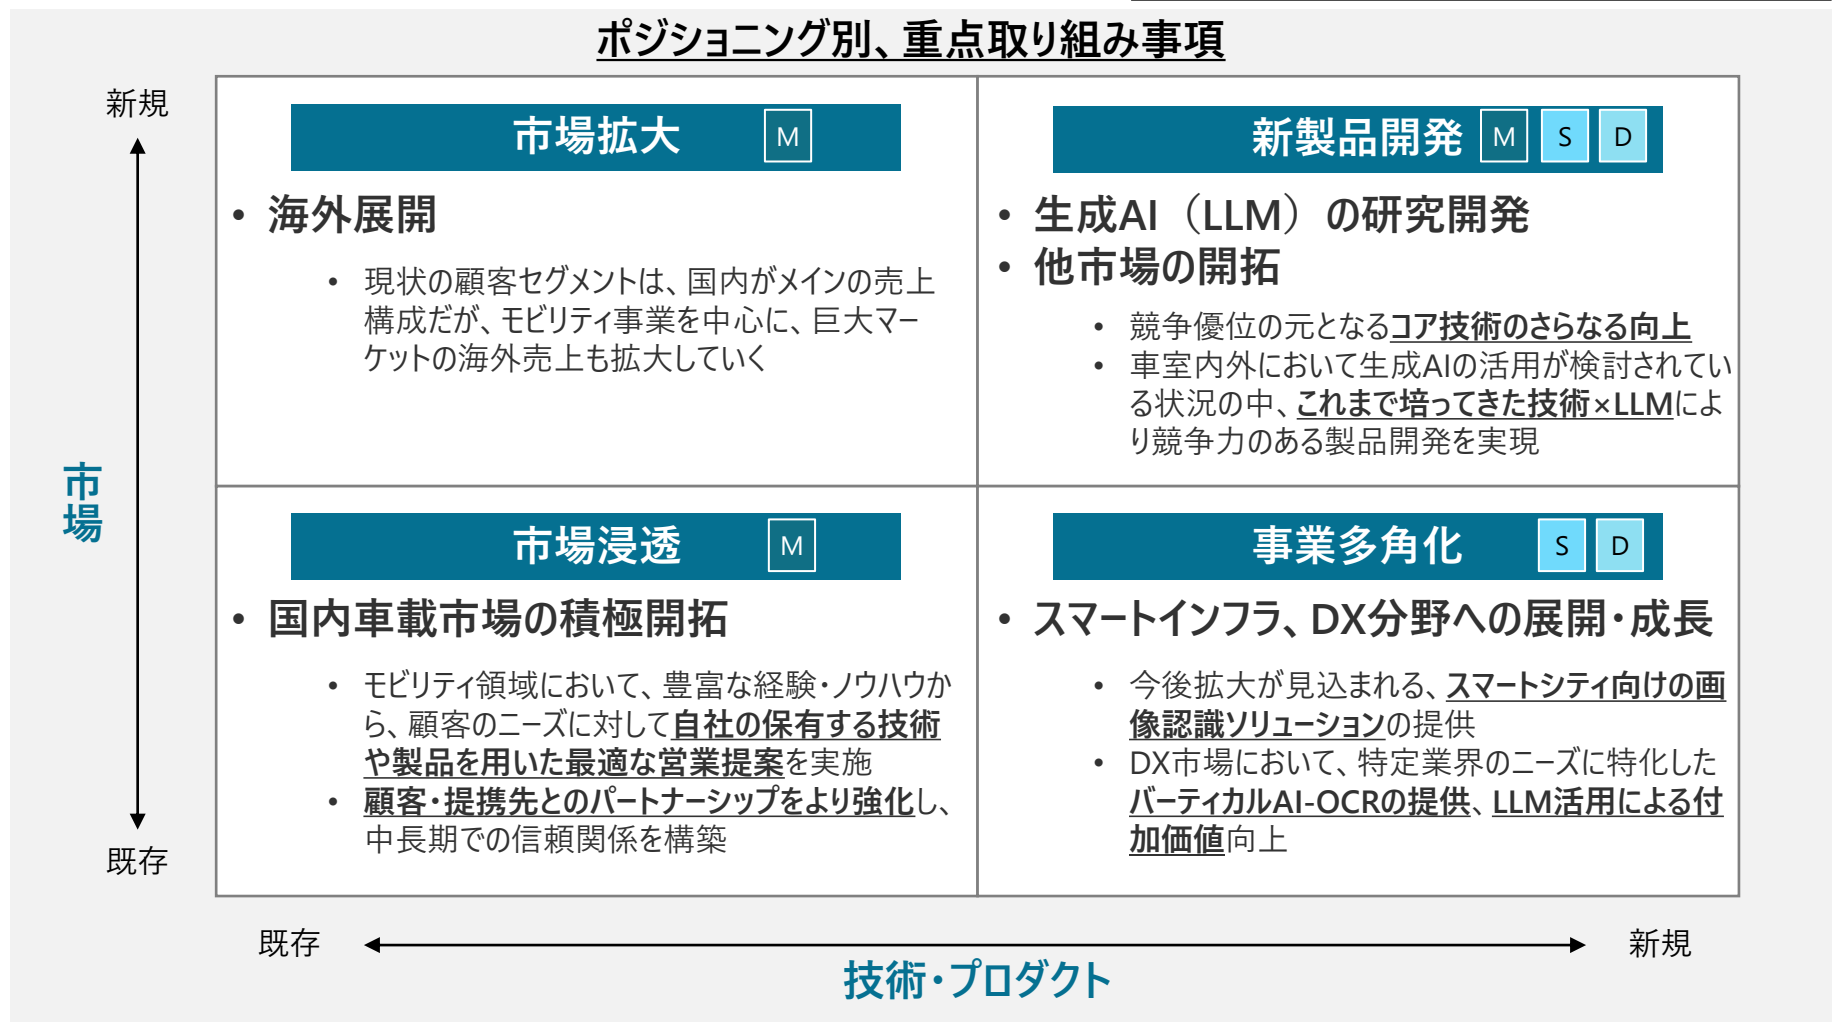 ポジショニング別、重点取り組み事項
新規
市場
既存
市場拡大 M
• 海外展開
• 現状の顧客セグメントは、国内がメインの売上
構成だが、モビリティ事業を中心に、巨大マー
ケットの海外売上も拡大していく
新製品開発 M S D
• 生成AI（LLM）の研究開発
• 他市場の開拓
• 競争優位の元となるコア技術のさらなる向上
• 車室内外において生成AIの活用が検討されてい
る状況の中、これまで培ってきた技術×LLMによ
り競争力のある製品開発を実現
市場浸透 M
• 国内車載市場の積極開拓
• モビリティ領域において、豊富な経験・ノウハウか
ら、顧客のニーズに対して自社の保有する技術
や製品を用いた最適な営業提案を実施
• 顧客・提携先とのパートナーシップをより強化し、
中長期での信頼関係を構築
事業多角化 S D
• スマートインフラ、DX分野への展開・成長
• 今後拡大が見込まれる、スマートシティ向けの画
像認識ソリューションの提供
• DX市場において、特定業界のニーズに特化した
バーティカルAI-OCRの提供、LLM活用による付
加価値向上
既存
新規
技術・プロダクト